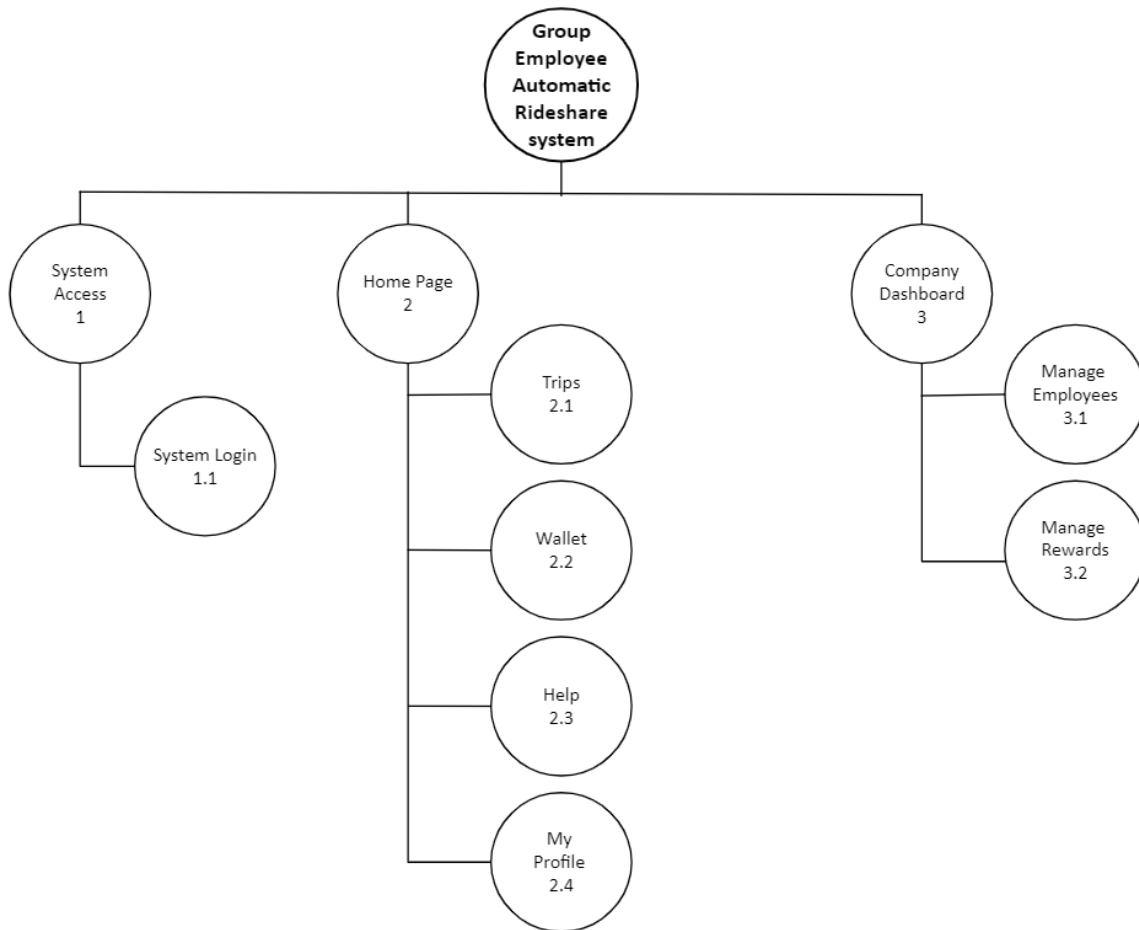 Group
Employee
Automatic
Rideshare
system
System
Access
1
Home Page
2
Company
Dashboard
3
System Login
1.1
Trips
2.1
Wallet
2.2
Help
2.3
My
Profile
2.4
Manage
Employees
3.1
Manage
Rewards
3.2